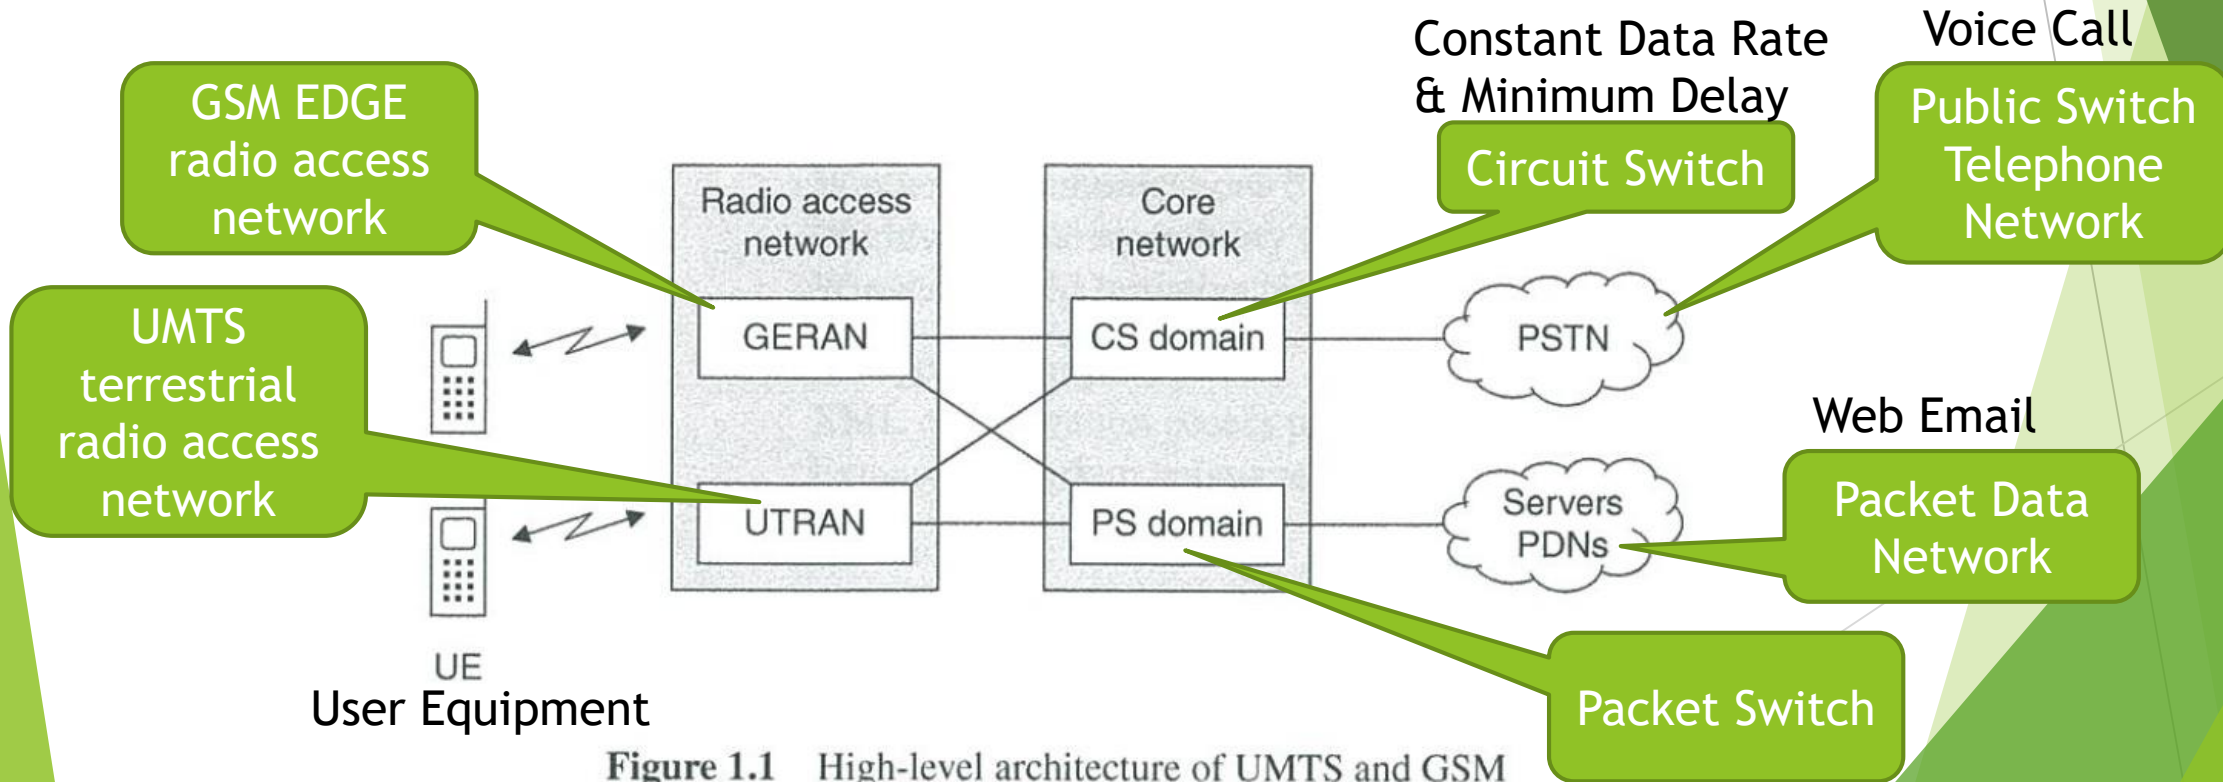 Constant Data Rate
& Minimum Delay
Voice Call
GSM EDGE
radio access
network
Circuit Switch
Public Switch
Telephone
Network
Radio access
network
Core
network
UMTS
terrestrial
radio access
network
GERAN
CS domain
PSTN
Web Email
UTRAN
PS domain
Servers
PDNs
Packet Data
Network
UE
User Equipment
Packet Switch
Figure 1.1 High-level architecture of UMTS and GSM